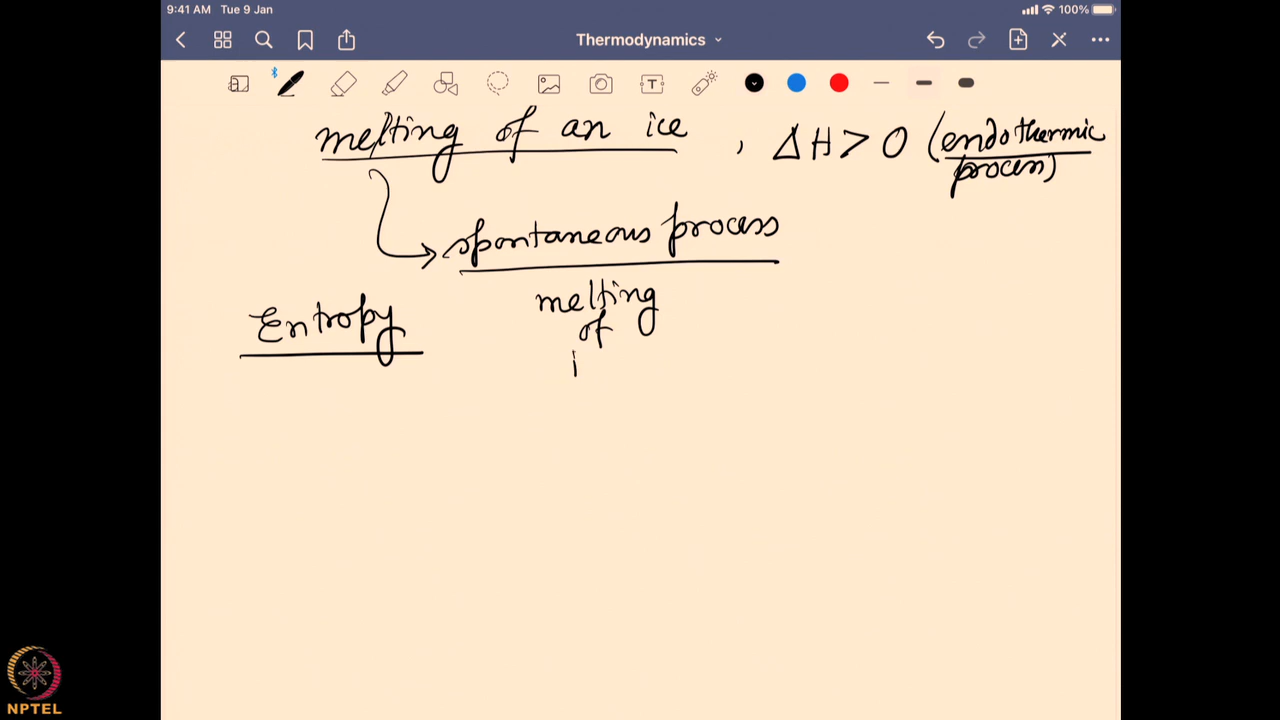 9:41 AM Tue 9 Jan
100%
Thermodynamics
T
melting of an ice , ΔH > 0 (endothermic
process)
spontaneous process
Entropy
melting
of
i
NPTEL